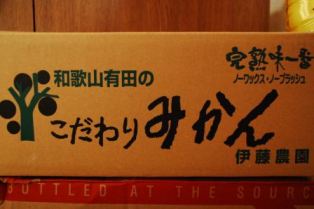 完熟味一番
ノーワックス・ノーブラッシュ
和歌山有田の
こだわり みかん
伊藤農園
BOTTLED AT THE SOURC